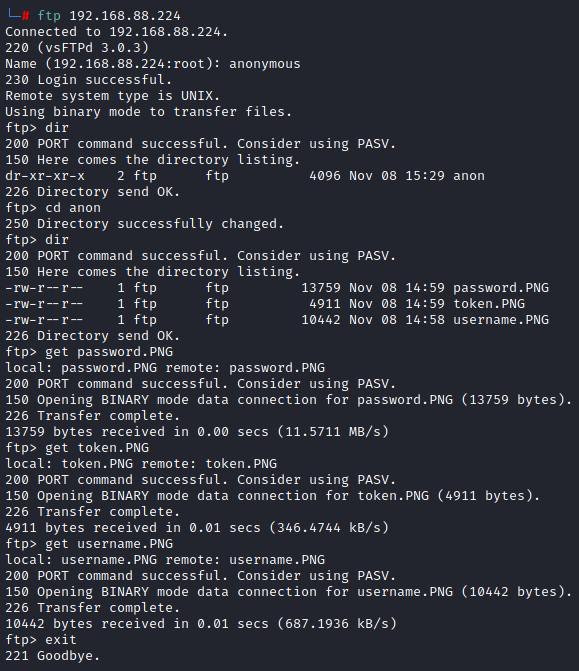 └─# ftp 192.168.88.224
Connected to 192.168.88.224.
220 (vsFTPd 3.0.3)
Name (192.168.88.224:root): anonymous
230 Login successful.
Remote system type is UNIX.
Using binary mode to transfer files.
ftp> dir
200 PORT command successful. Consider using PASV.
150 Here comes the directory listing.
dr-xr-xr-x    2 ftp      ftp          4096 Nov 08 15:29 anon
226 Directory send OK.
ftp> cd anon
250 Directory successfully changed.
ftp> dir
200 PORT command successful. Consider using PASV.
150 Here comes the directory listing.
-rw-r--r--    1 ftp      ftp         13759 Nov 08 14:59 password.PNG
-rw-r--r--    1 ftp      ftp          4911 Nov 08 14:59 token.PNG
-rw-r--r--    1 ftp      ftp         10442 Nov 08 14:58 username.PNG
226 Directory send OK.
ftp> get password.PNG
local: password.PNG remote: password.PNG
200 PORT command successful. Consider using PASV.
150 Opening BINARY mode data connection for password.PNG (13759 bytes).
226 Transfer complete.
13759 bytes received in 0.00 secs (11.5711 MB/s)
ftp> get token.PNG
local: token.PNG remote: token.PNG
200 PORT command successful. Consider using PASV.
150 Opening BINARY mode data connection for token.PNG (4911 bytes).
226 Transfer complete.
4911 bytes received in 0.01 secs (346.4744 kB/s)
ftp> get username.PNG
local: username.PNG remote: username.PNG
200 PORT command successful. Consider using PASV.
150 Opening BINARY mode data connection for username.PNG (10442 bytes).
226 Transfer complete.
10442 bytes received in 0.01 secs (687.1936 kB/s)
ftp> exit
221 Goodbye.